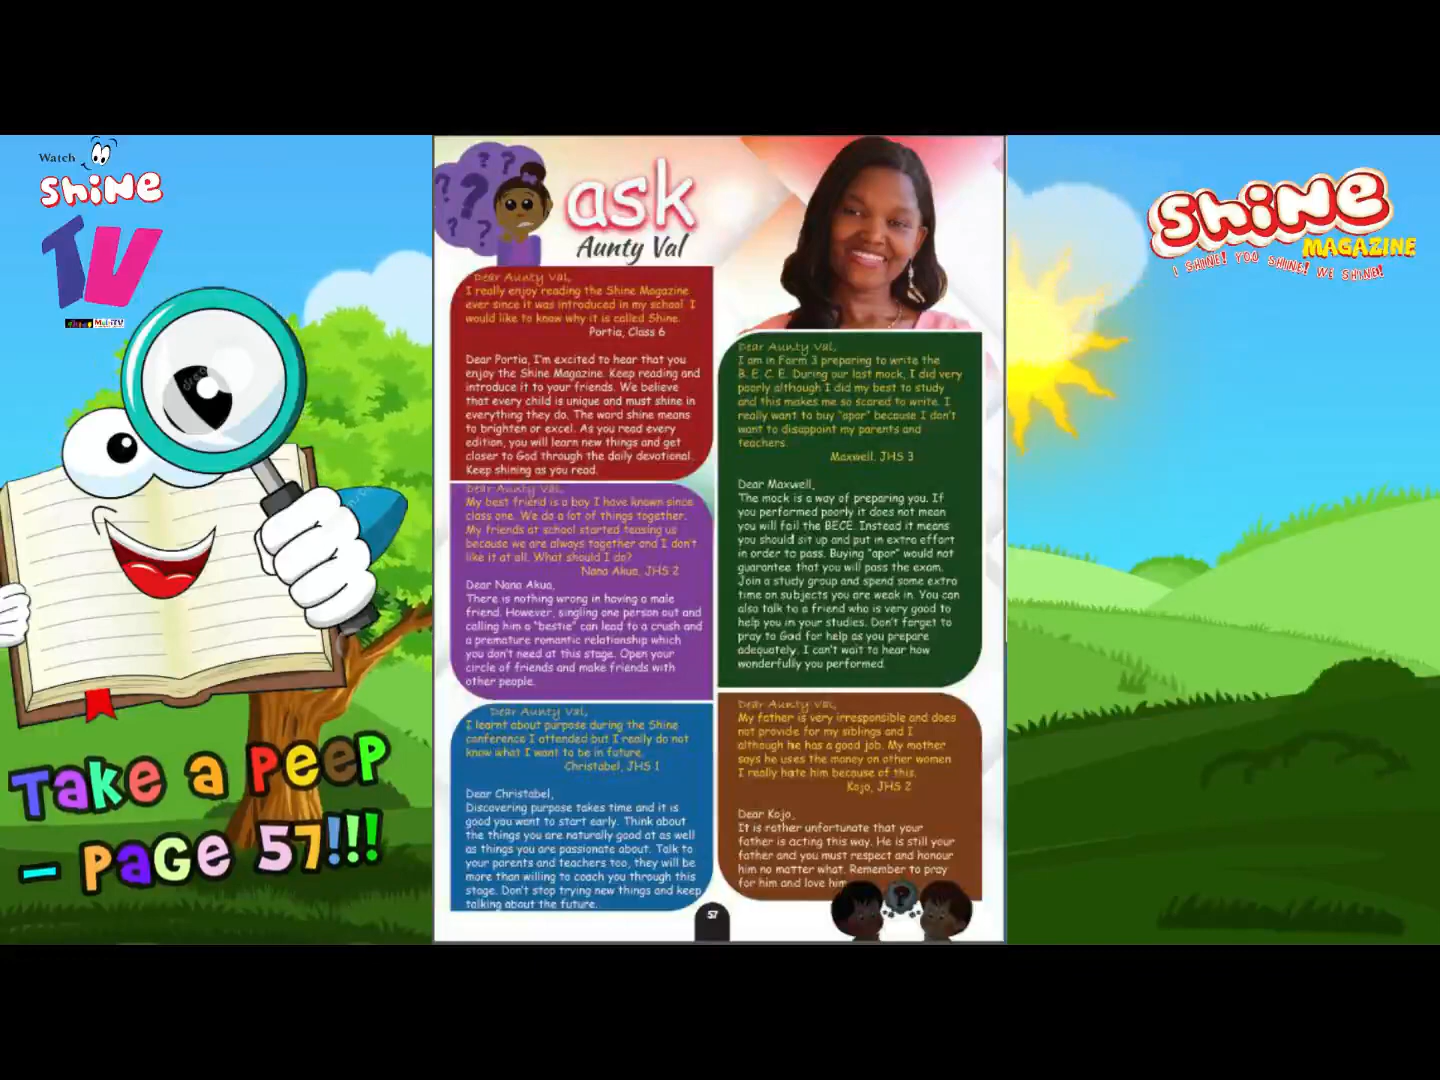 Watch
Shine
TV
Take a peep
- page 57!!!
ask
Aunty Val
Dear Aunty Val,
I really enjoy reading the Shine Magazine
ever since it was introduced in my school. I
would like to know why it is called Shine.
Portia, Class 6
Dear Portia, I'm excited to hear that you
enjoy the Shine Magazine. Keep reading and
introduce it to your friends. We believe
that every child is unique and must shine in
everything they do. The word shine means
to brighten or excel. As you read every
edition, you will learn new things and get
closer to God through the daily devotional.
Keep shining as you read.
Dear Aunty Val,
My best friend is a boy I have known since
class one. We do a lot of things together.
My friends at school started teasing us
because we are always together and I don't
like it at all. What should I do?
Nana Akua, JHS 2
Dear Nana Akua,
There is nothing wrong in having a male
friend. However, singling one person out and
calling him a "bestie" can lead to a crush and
a premature romantic relationship which
you don't need at this stage. Open your
circle of friends and make friends with
other people.
Dear Aunty Val,
I learnt about purpose during the Shine
conference I attended but I really do not
know what I want to be in future.
Christabel, JHS 1
Dear Christabel,
Discovering purpose takes time and it is
good you want to start early. Think about
the things you are naturally good at as well
as things you are passionate about. Talk to
your parents and teachers too, they will be
more than willing to coach you through this
stage. Don't stop trying new things and keep
talking about the future.
Dear Aunty Val,
I am in Form 3 preparing to write the
B. E. C. E. During our last mock, I did very
poorly although I did my best to study
and this makes me so scared to write. I
really want to buy "apor" because I don't
want to disappoint my parents and
teachers.
Maxwell, JHS 3
Dear Maxwell,
The mock is a way of preparing you. If
you performed poorly it does not mean
you will fail the BECE. Instead it means
you should sit up and put in extra effort
in order to pass. Buying "apor" would not
guarantee that you will pass the exam.
Join a study group and spend some extra
time on subjects you are weak in. You can
also talk to a friend who is very good to
help you in your studies. Don't forget to
pray to God for help as you prepare
adequately. I can't wait to hear how
wonderfully you performed.
Dear Aunty Val,
My father is very irresponsible and does
not provide for my siblings and I
although he has a good job. My mother
says he uses the money on other women
I really hate him because of this.
Kojo, JHS 2
Dear Kojo,
It is rather unfortunate that your
father is acting this way. He is still your
father and you must respect and honour
him no matter what. Remember to pray
for him and love him
57
Shine
MAGAZINE
I SHINE! YOU SHINE! WE SHINE!